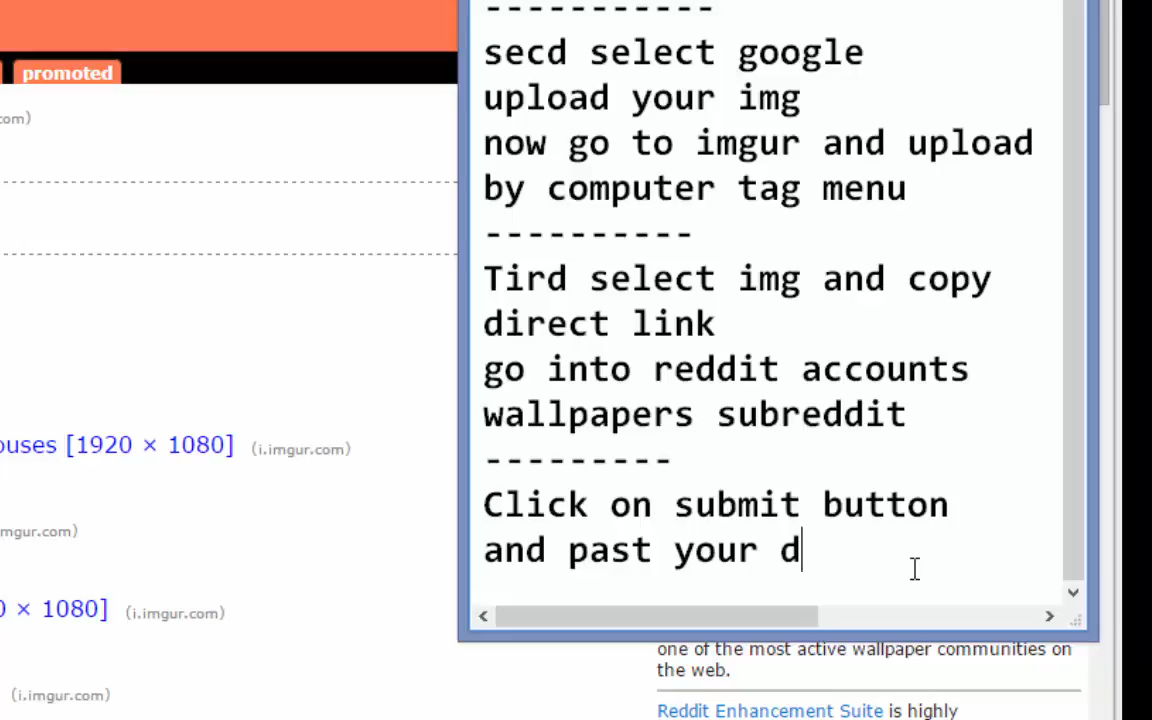 promoted
com)
ouses [1920 × 1080] (i.imgur.com)
mgur.com)
0 × 1080] (i.imgur.com)
(i.imgur.com)
-----------
secd select google
upload your img
now go to imgur and upload
by computer tag menu
----------
Tird select img and copy
direct link
go into reddit accounts
wallpapers subreddit
---------
Click on submit button
and past your d
one of the most active wallpaper communities on
the web.
Reddit Enhancement Suite is highly